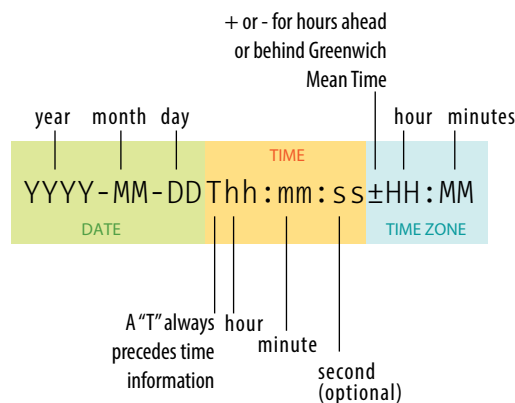 + or - for hours ahead
or behind Greenwich
Mean Time
year month day
hour minutes
TIME
YYYY-MM-DDThh:mm:ss±HH:MM
DATE
TIME ZONE
A “T” always
precedes time
information
hour
minute
second
(optional)